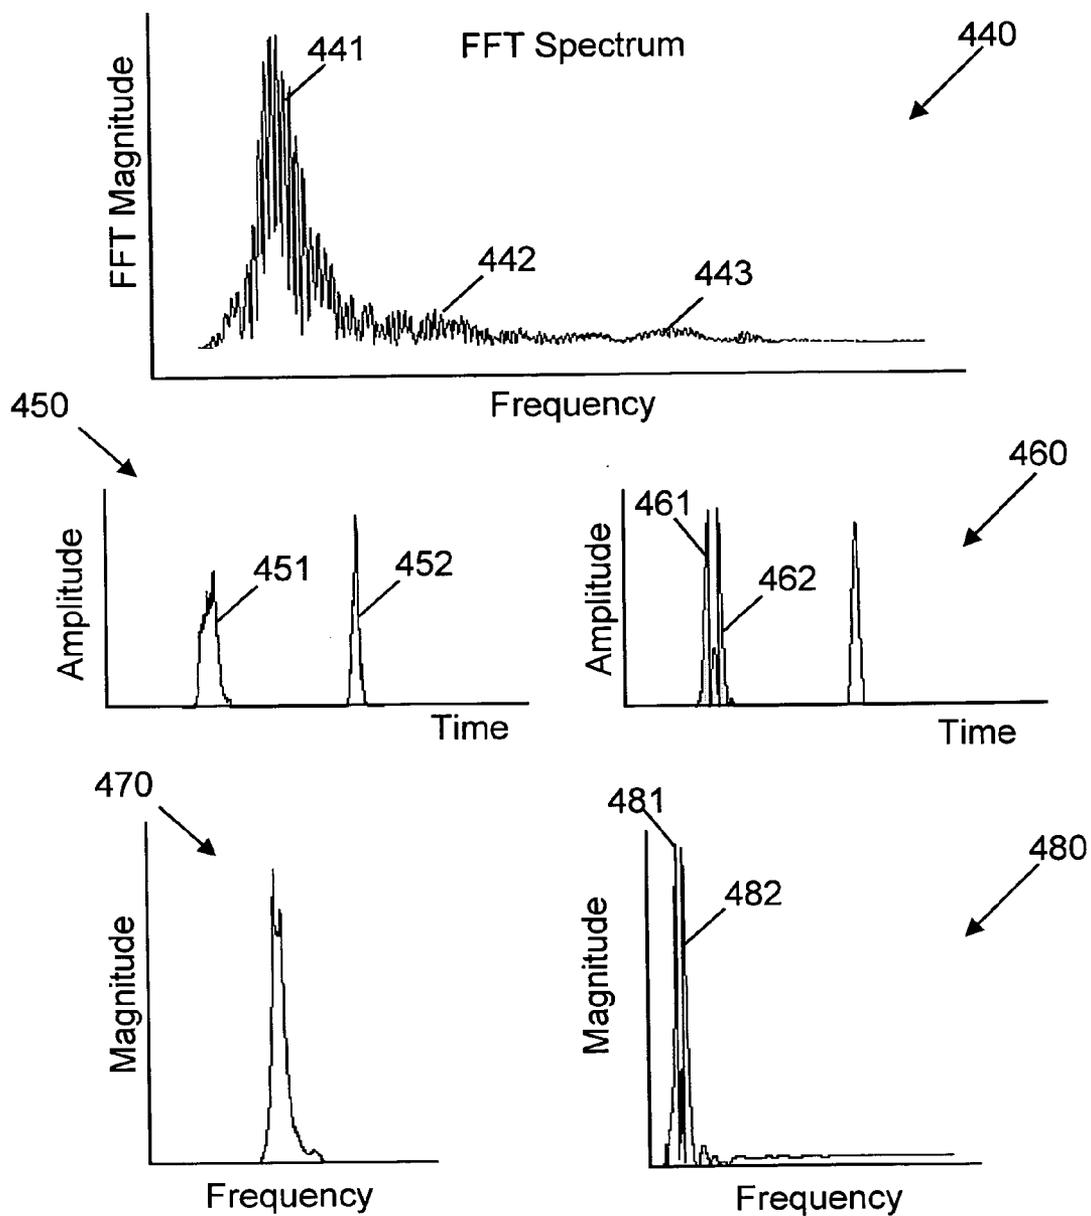 FFT Spectrum
440
441
FFT Magnitude
442
443
Frequency
450
460
461
451
452
462
Amplitude
Amplitude
Time
Time
470
481
480
482
Magnitude
Magnitude
Frequency
Frequency